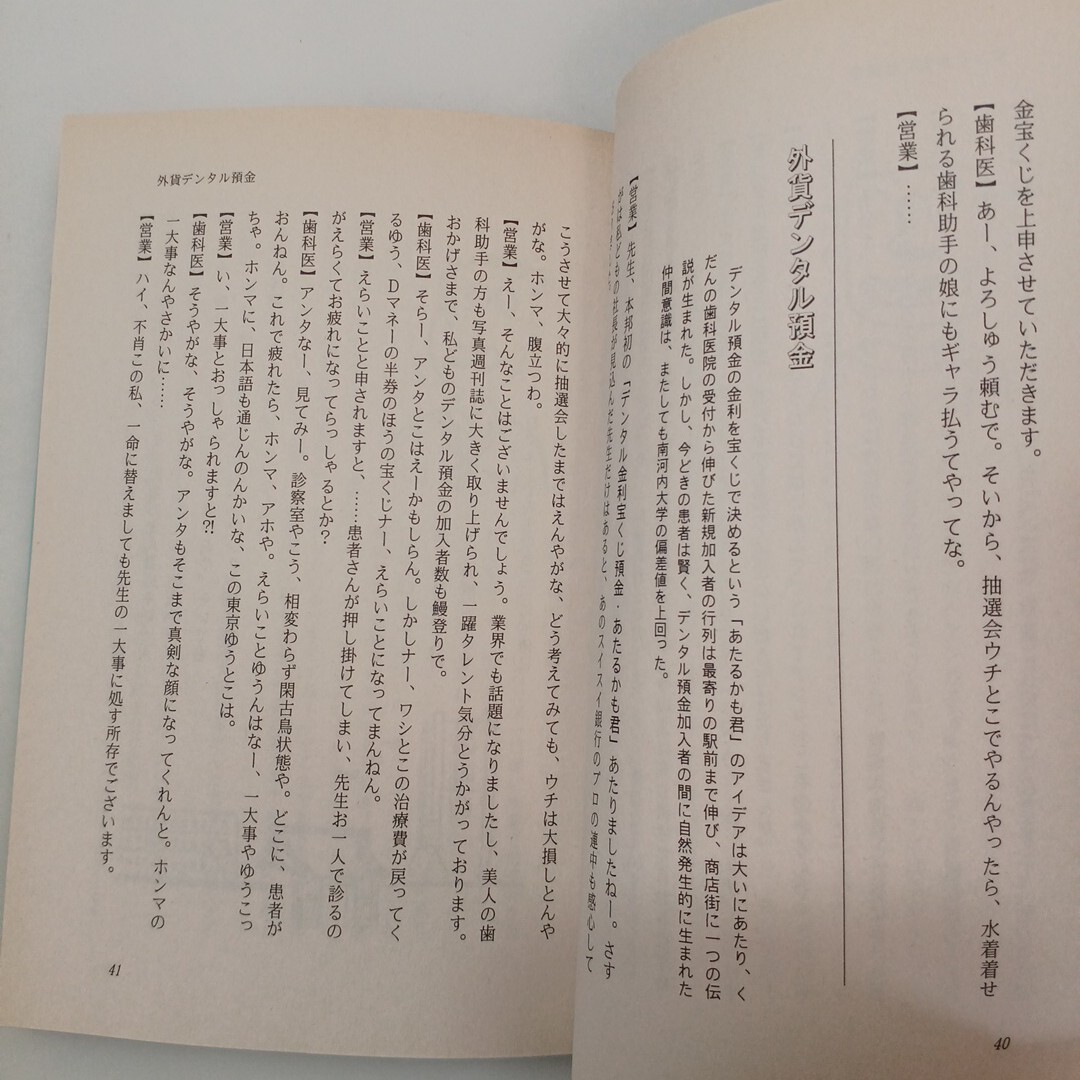 金宝くじを上申させていただきます。
【歯科医】あー、よろしゅう頼むで。そいから、抽選会ウチとこでやるんやったら、水着着せ
られる歯科助手の娘にもギャラ払うてやってな。
【営業】……
外貨デンタル預金
デンタル預金の金利を宝くじで決めるという「あたるかも君」のアイデアは大いにあたり、く
だんの歯科医院の受付から伸びた新規加入者の行列は最寄りの駅前まで伸び、商店街に一つの伝
説が生まれた。しかし、今どきの患者は賢く、デンタル預金加入者の間に自然発生的に生まれた
仲間意識は、またしても南河内大学の偏差値を上回った。
【営業】先生、本邦初の「デンタル金利宝くじ預金・あたるかも君」あたりましたねー。さす
がは私どもの社長が見込んだ先生だけはあると、あのスイスイ銀行のプロの連中も感心して
40
外貨デンタル預金
こうさせて大々的に抽選会したまではえんやがな、どう考えてみても、ウチは大損しとんや
がな。ホンマ、腹立つわ。
【営業】えー、そんなことはございませんでしょう。業界でも話題になりましたし、美人の歯
科助手の方も写真週刊誌に大きく取り上げられ、一躍タレント気分とうかがっております。
おかげさまで、私どものデンタル預金の加入者数も鰻登りで。
【歯科医】そらー、アンタとこはえーかもしらん。しかしナー、ワシとこの治療費が戻ってく
るゆう、Dマネーの半券のほうの宝くじナー、えらいことになってまんねん。
【営業】えらいことと申されますと、……患者さんが押し掛けてしまい、先生お一人で診るの
がえらくてお疲れになってらっしゃるとか？
【歯科医】アンタなー、見てみー。診察室やこう、相変わらず閑古鳥状態や。どこに、患者が
おんねん。これで疲れたら、ホンマ、アホや。えらいことゆうんはなー、一大事やゆうこっ
ちゃ。ホンマに、日本語も通じんのんかいな、この東京ゆうとこは。
【営業】い、一大事とおっしゃられますと?!
【歯科医】そうやがな、そうやがな。アンタもそこまで真剣な顔になってくれんと。ホンマの
一大事なんやさかいに……
【営業】ハイ、不肖この私、一命に替えましても先生の一大事に処す所存でございます。
41